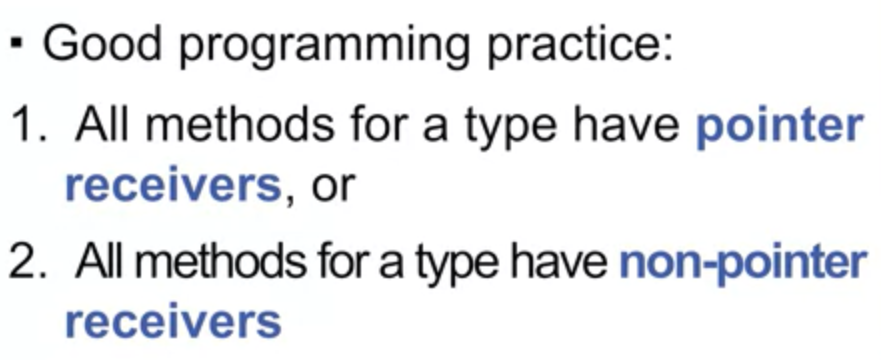 ▪ Good programming practice:
1. All methods for a type have pointer
receivers, or
2. All methods for a type have non-pointer
receivers